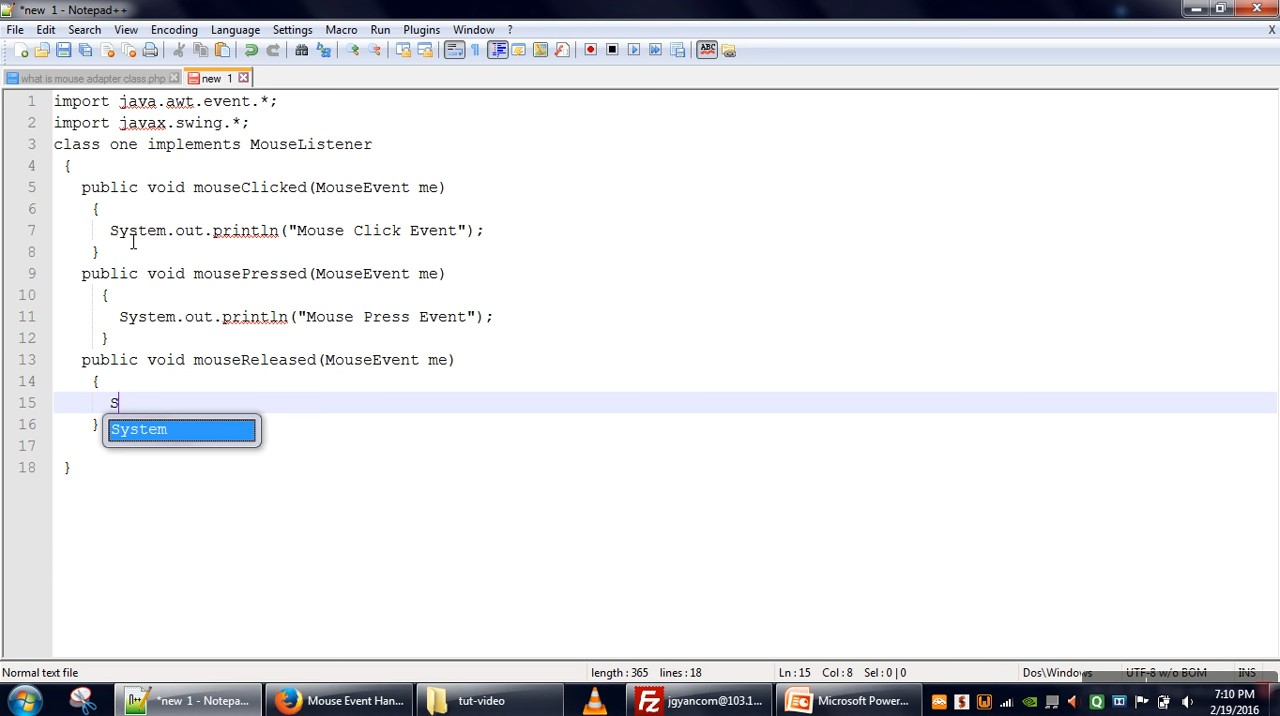 *new 1 - Notepad++
File Edit Search View Encoding Language Settings Macro Run Plugins Window ? X
ABC
what is mouse adapter class.php new 1
1 import java.awt.event.*;
2 import javax.swing.*;
3 class one implements MouseListener
4 {
5 public void mouseClicked(MouseEvent me)
6 {
7 System.out.println("Mouse Click Event");
8 }
9 public void mousePressed(MouseEvent me)
10 {
11 System.out.println("Mouse Press Event");
12 }
13 public void mouseReleased(MouseEvent me)
14 {
15 S
16 }
System
17
18 }
Normal text file length : 365 lines : 18 Ln : 15 Col : 8 Sel : 0 | 0 Dos\Windows UTF-8 w/o BOM INS
*new 1 - Notepa... Mouse Event Han... tut-video jgyancom@103.1... Microsoft Power... 7:10 PM
2/19/2016